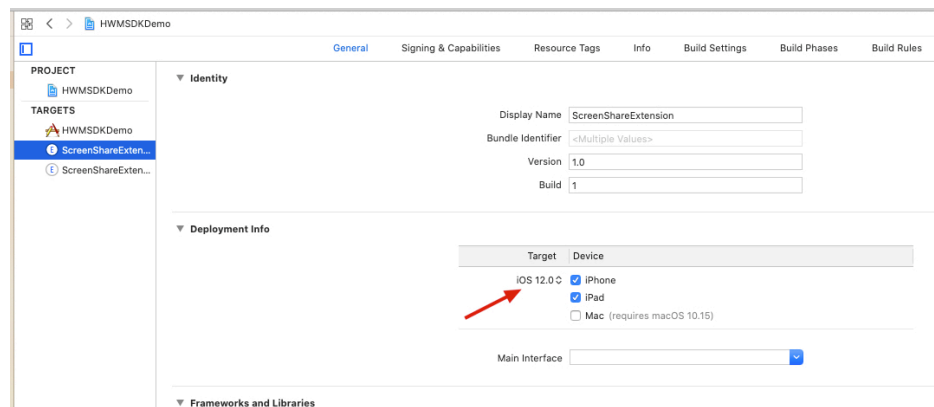 HWMSDKDemo
General Signing & Capabilities Resource Tags Info Build Settings Build Phases Build Rules
PROJECT
HWMSDKDemo
TARGETS
HWMSDKDemo
ScreenShareExten...
ScreenShareExten...
Identity
Display Name ScreenShareExtension
Bundle Identifier <Multiple Values>
Version 1.0
Build 1
Deployment Info
Target Device
iOS 12.0 iPhone
iPad
Mac (requires macOS 10.15)
Main Interface
Frameworks and Libraries